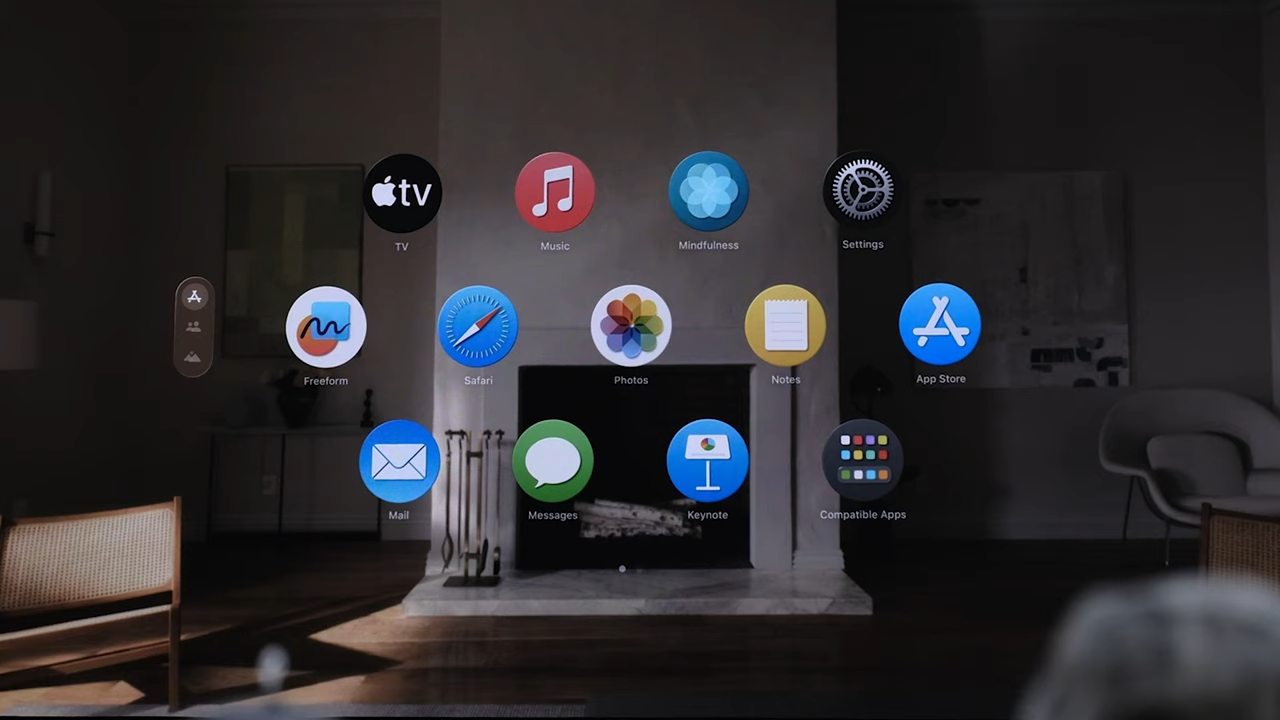 tv
TV
Music
Mindfulness
Settings
Freeform
Safari
Photos
Notes
App Store
Mail
Messages
Keynote
Compatible Apps